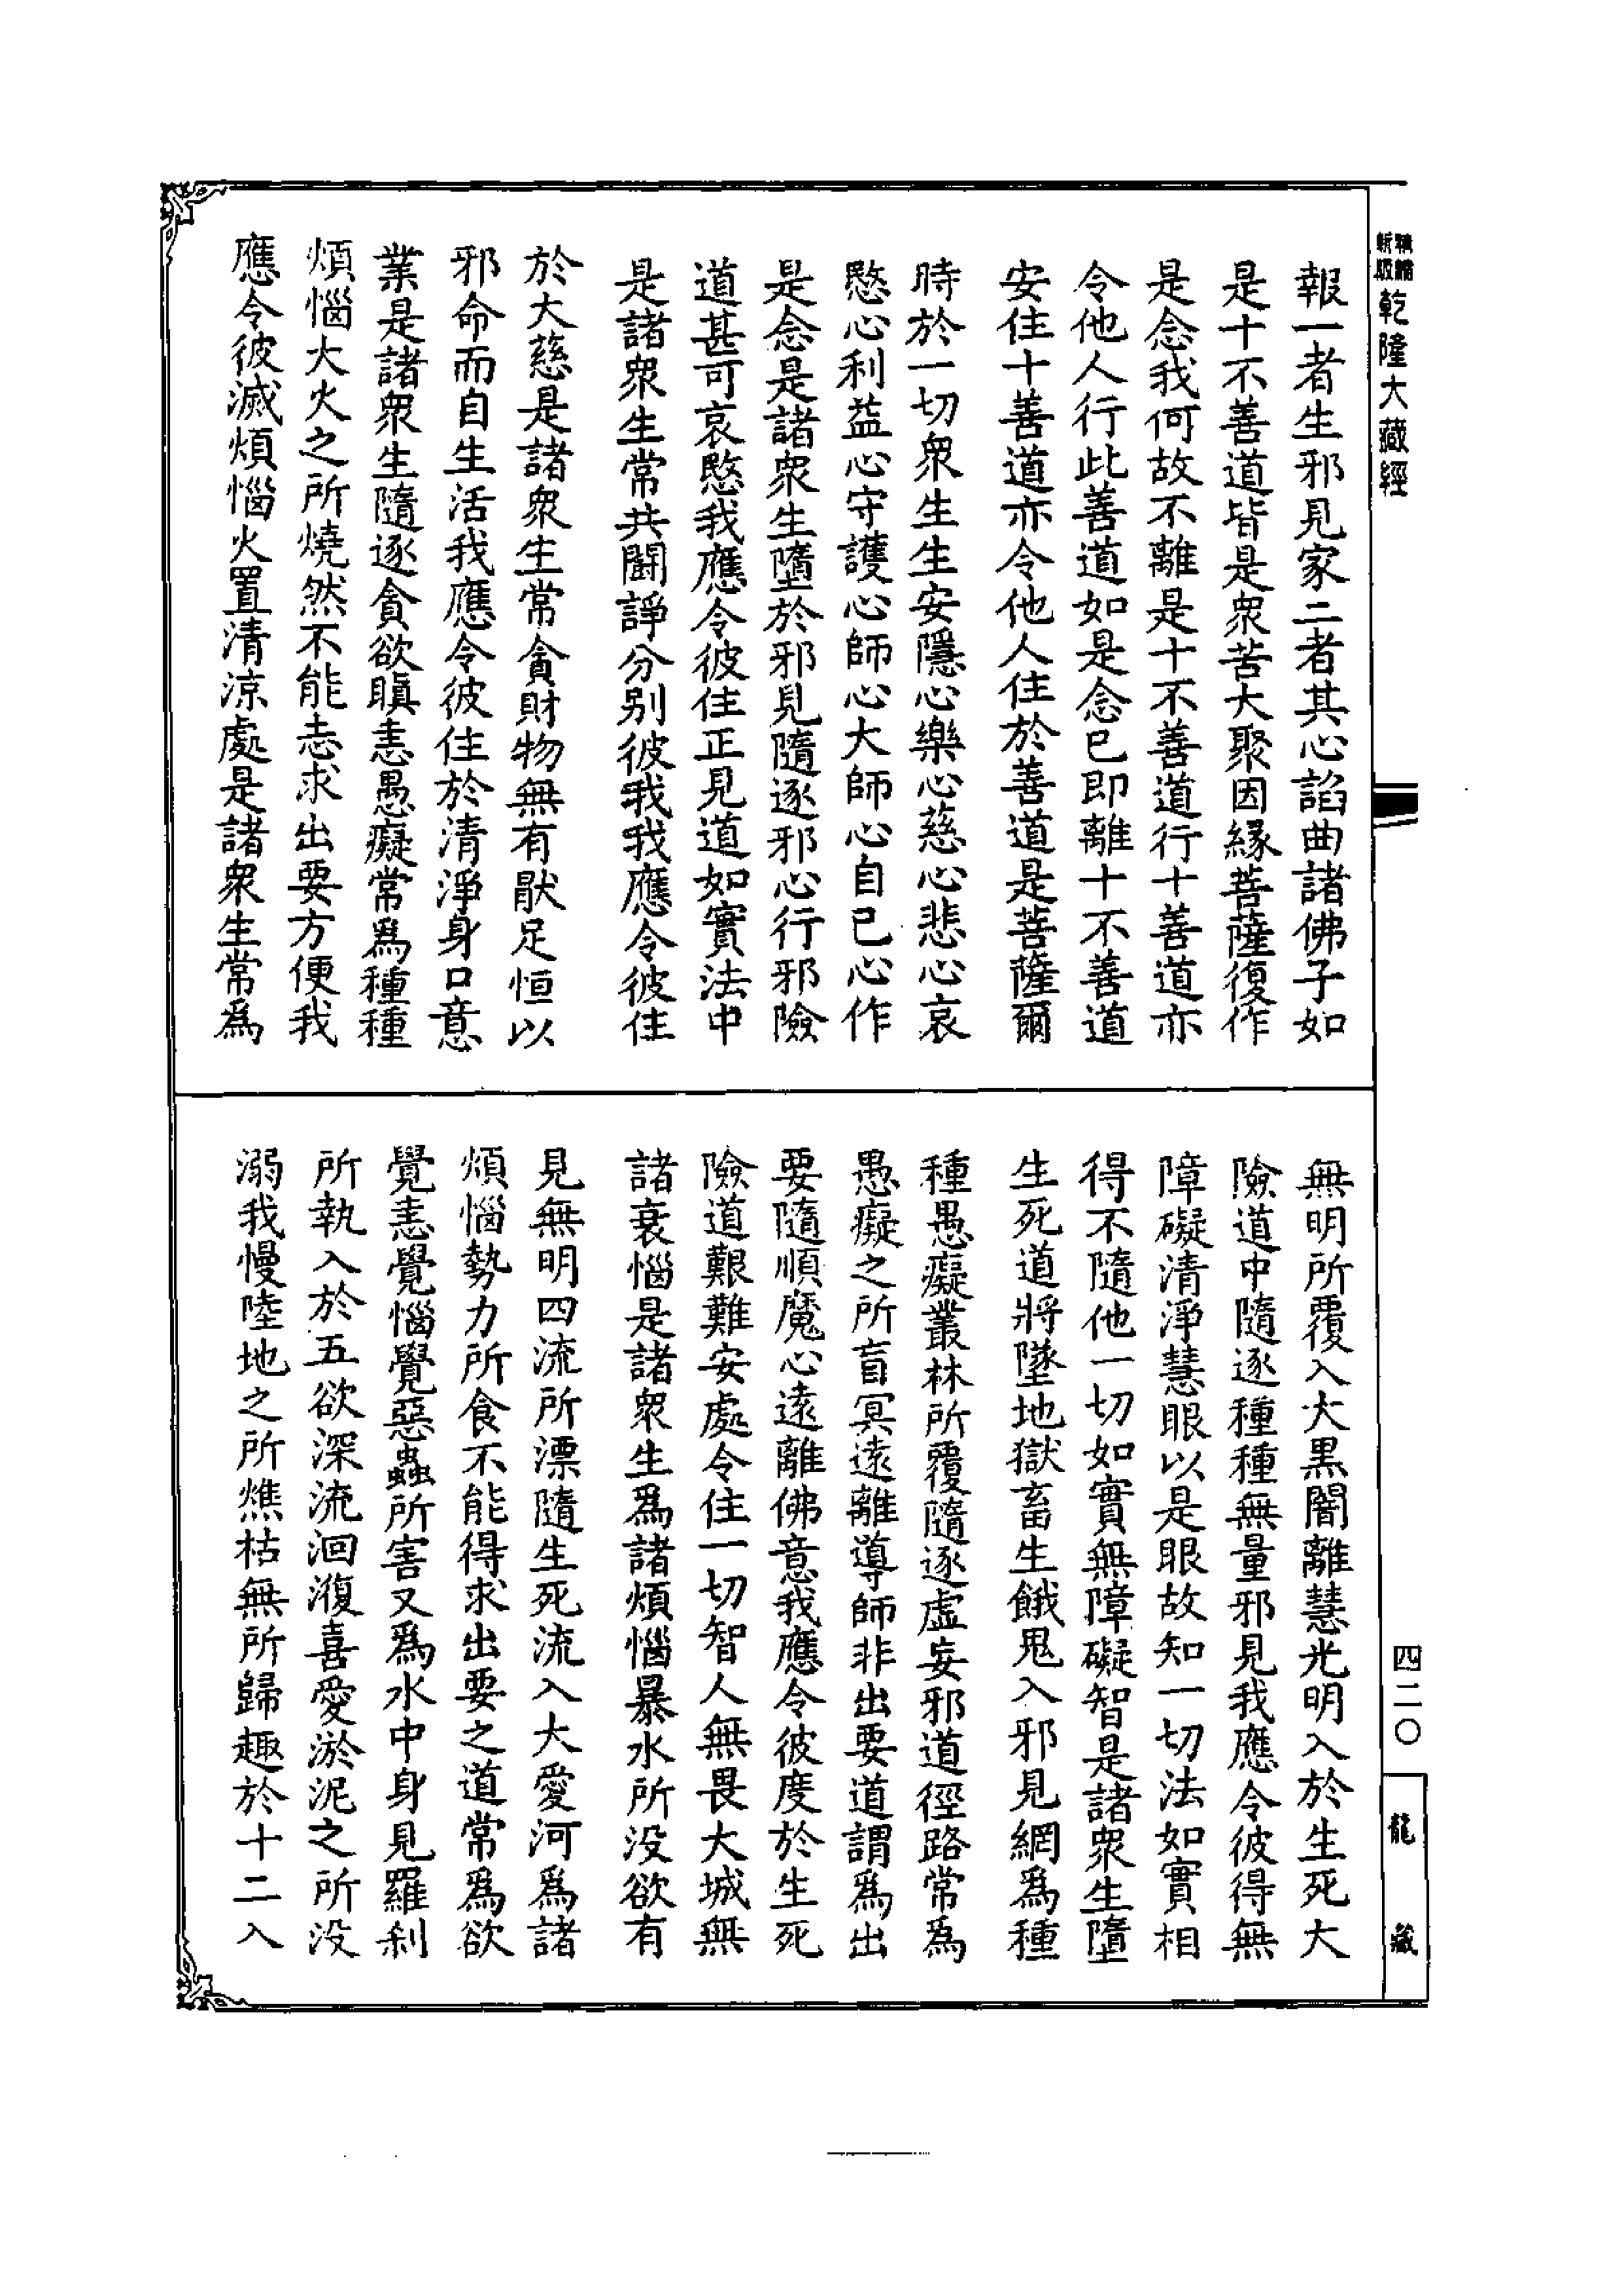 精縮
新版
乾隆大藏經
報一者生邪見家二者其心諂曲諸佛子如
是十不善道皆是衆苦大聚因緣菩薩復作
是念我何故不離是十不善道行十善道亦
令他人行此善道如是念已即離十不善道
安住十善道亦令他人住於善道是菩薩爾
時於一切衆生生安隱心樂心慈心悲心哀
愍心利益心守護心師心大師心自已心作
是念是諸衆生墮於邪見隨逐邪心行邪險
道甚可哀愍我應令彼住正見道如實法中
是諸衆生常共鬪諍分別彼我我應令彼住
於大慈是諸衆生常貪財物無有猒足恒以
邪命而自生活我應令彼住於清淨身口意
業是諸衆生隨逐貪欲瞋恚愚癡常爲種種
煩惱大火之所燒然不能志求出要方便我
應令彼滅煩惱火置清涼處是諸衆生常爲
無明所覆入大黑闇離慧光明入於生死大
險道中隨逐種種無量邪見我應令彼得無
障礙清淨慧眼以是眼故知一切法如實相
得不隨他一切如實無障礙智是諸衆生墮
生死道將墜地獄畜生餓鬼入邪見網爲種
種愚癡叢林所覆隨逐虛妄邪道徑路常爲
愚癡之所盲冥遠離導師非出要道謂爲出
要隨順魔心遠離佛意我應令彼度於生死
險道艱難安處令住一切智人無畏大城無
諸衰惱是諸衆生爲諸煩惱暴水所没欲有
見無明四流所漂隨生死流入大愛河爲諸
煩惱勢力所食不能得求出要之道常爲欲
覺恚覺惱覺惡蟲所害又爲水中身見羅刹
所執入於五欲深流洄澓喜愛淤泥之所没
溺我慢陸地之所燋枯無所歸趣於十二入
四二〇
龍藏